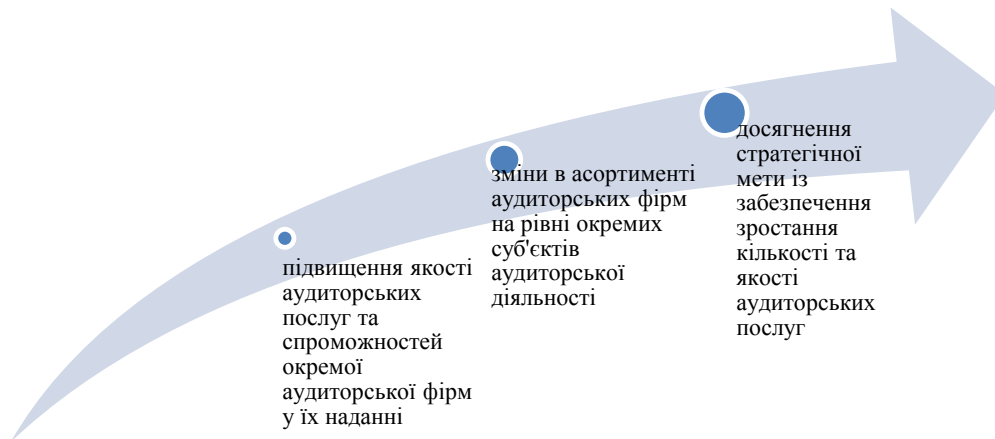 підвищення якості
аудиторських
послуг та
спроможностей
окремої
аудиторської фірм
у їх наданні
зміни в асортименті
аудиторських фірм
на рівні окремих
суб'єктів
аудиторської
діяльності
досягнення
стратегічної
мети із
забезпечення
зростання
кількості та
якості
аудиторських
послуг